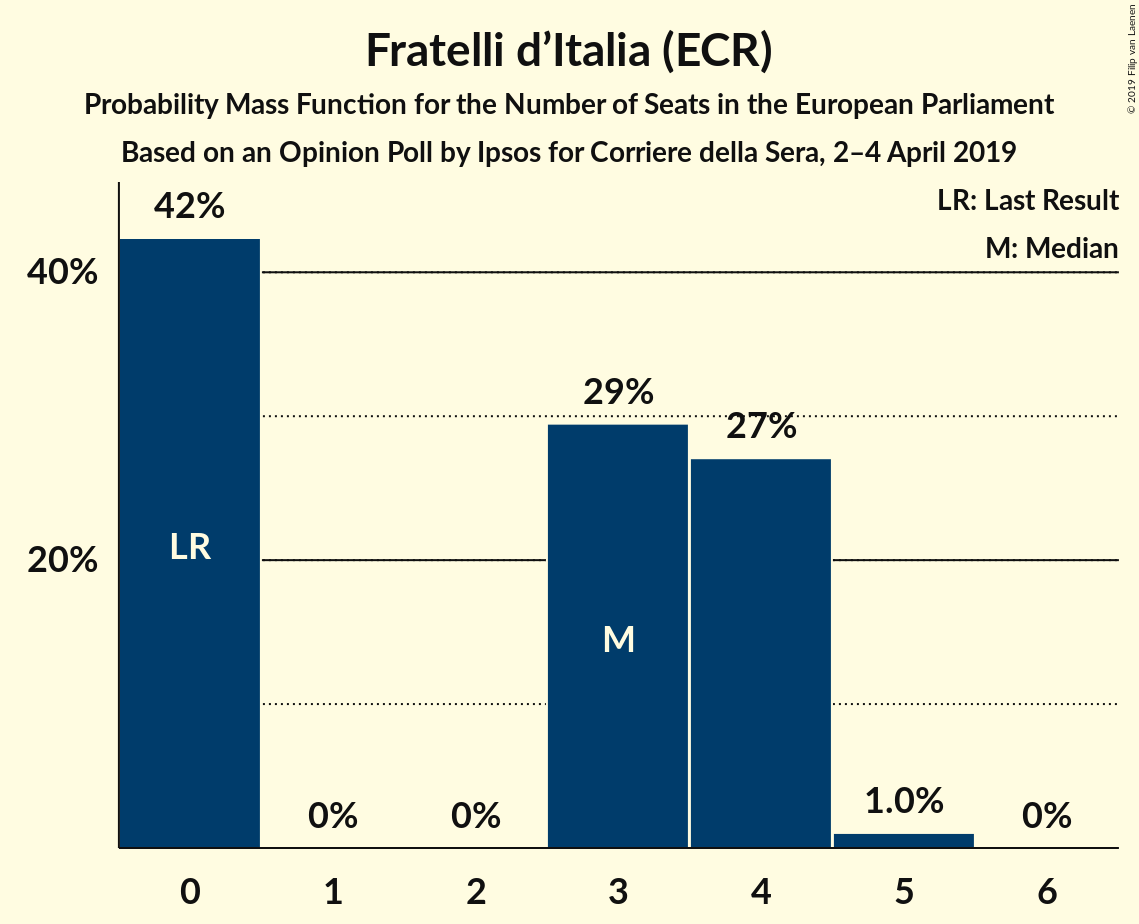 Fratelli d’Italia (ECR)
Probability Mass Function for the Number of Seats in the European Parliament
Based on an Opinion Poll by Ipsos for Corriere della Sera, 2–4 April 2019
© 2019 Filip van Laenen
LR: Last Result
M: Median
42%
40%
29%
27%
LR
20%
M
1.0%
0%
0%
0%
0 1 2 3 4 5 6